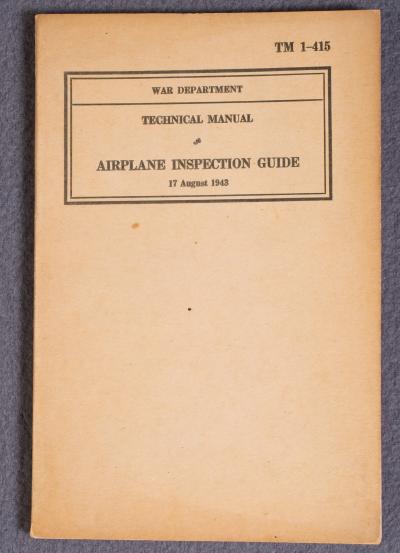 TM 1-415
WAR DEPARTMENT
TECHNICAL MANUAL
AIRPLANE INSPECTION GUIDE
17 August 1943